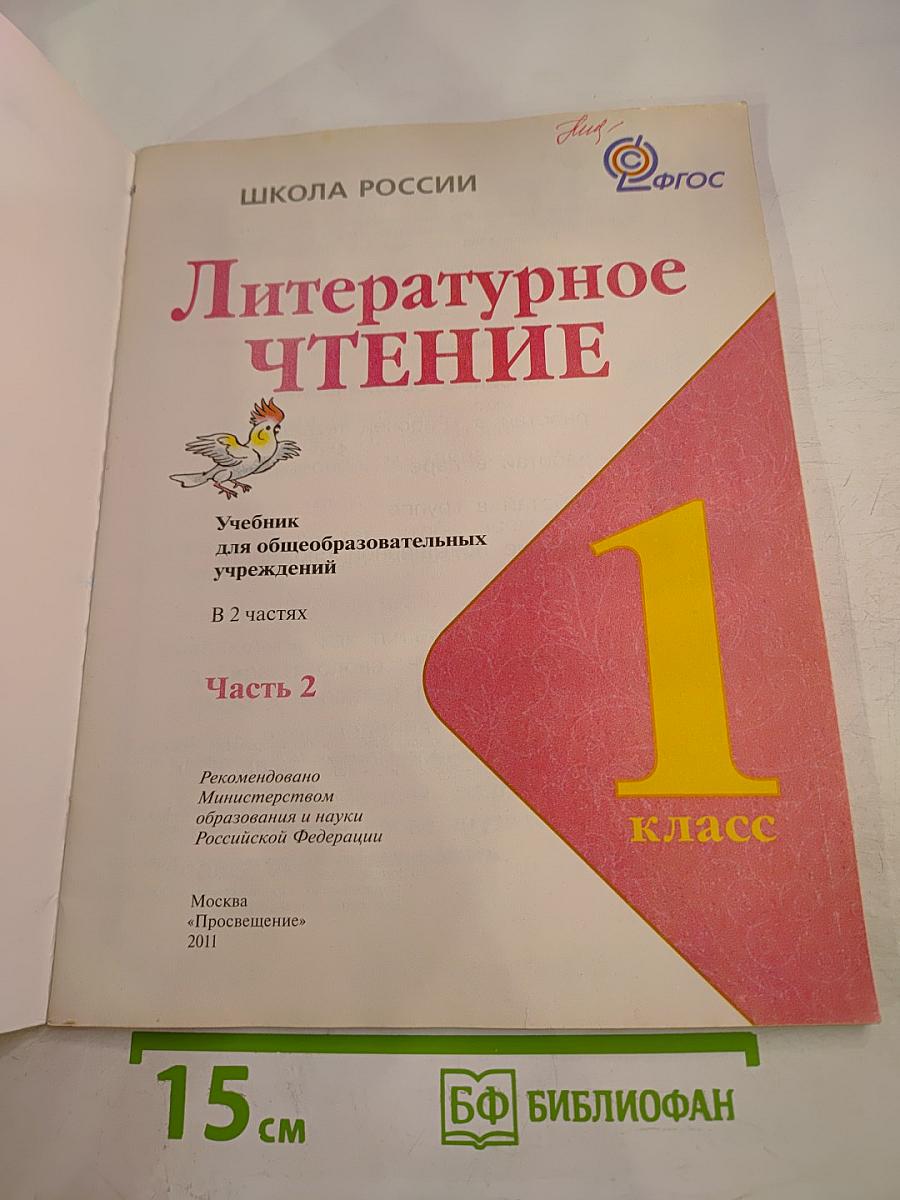 ШКОЛА РОССИИ
ФГОС
Литературное
ЧТЕНИЕ
Учебник
для общеобразовательных
учреждений
В 2 частях
Часть 2
1
класс
Рекомендовано
Министерством
образования и науки
Российской Федерации
Москва
«Просвещение»
2011
15 см
БФ БИБЛИОФАН